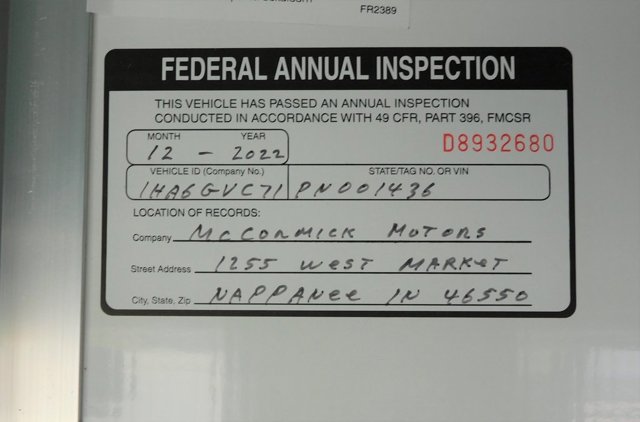 FR2389
FEDERAL ANNUAL INSPECTION
THIS VEHICLE HAS PASSED AN ANNUAL INSPECTION
CONDUCTED IN ACCORDANCE WITH 49 CFR, PART 396, FMCSR
MONTH YEAR
12 - 2022
D8932680
VEHICLE ID (Company No.) STATE/TAG NO. OR VIN
1HA6GVC71PN001436
LOCATION OF RECORDS:
Company McCormick Motors
Street Address 1255 West Market
City, State, Zip NAPPANee IN 46550